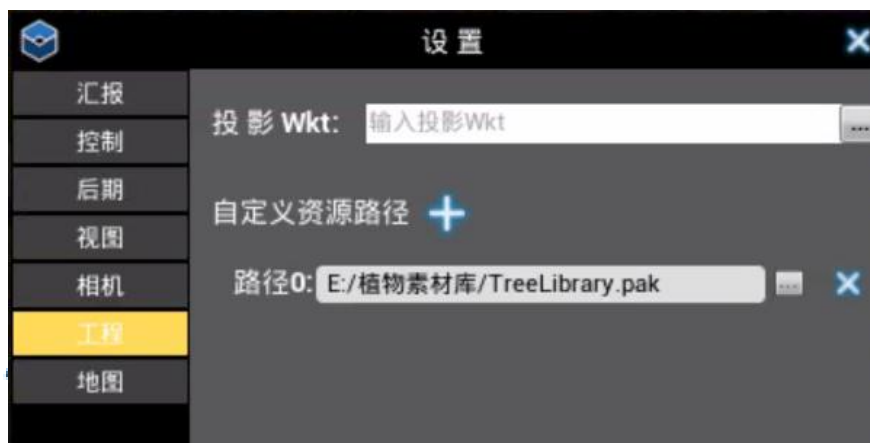 设置
汇报
控制
后期
视图
相机
工程
地图
投影 Wkt: 输入投影Wkt
...
自定义资源路径
路径0: E:/植物素材库/TreeLibrary.pak
...